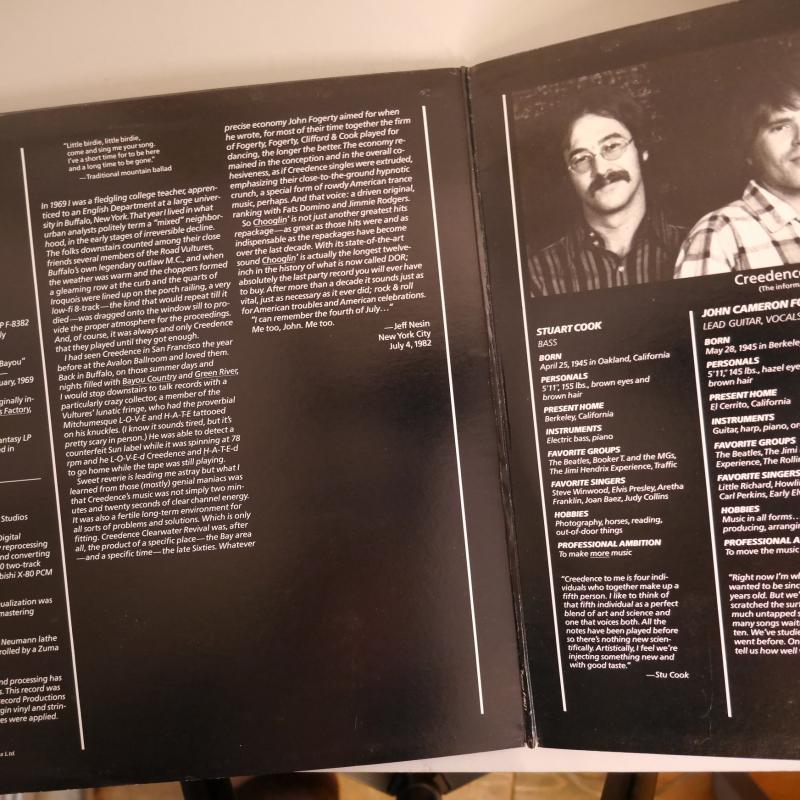 P F-8382
ly
Bayou"
uary, 1969
iginally in-
s Factory,
antasy LP
ed in
Studios
Digital
y reprocessing
nd converting
0 two-track
bishi X-80 PCM
ualization was
mastering
Neumann lathe
rolled by a Zuma
nd processing has
s. This record was
Record Productions
gin vinyl and strin-
es were applied.
a Ltd.
"Little birdie, little birdie,
come and sing me your song.
I've a short time for to be here
and a long time to be gone."
—Traditional mountain ballad
In 1969 I was a fledgling college teacher, appren-
ticed to an English Department at a large univer-
sity in Buffalo, New York. That year I lived in what
urban analysts politely term a "mixed" neighbor-
hood, in the early stages of irreversible decline.
The folks downstairs counted among their close
friends several members of the Road Vultures,
Buffalo's own legendary outlaw M.C., and when
the weather was warm and the choppers formed
a gleaming row at the curb and the quarts of
Iroquois were lined up on the porch railing, a very
low-fi 8-track—the kind that would repeat till it
died—was dragged onto the window sill to pro-
vide the proper atmosphere for the proceedings.
And, of course, it was always and only Creedence
that they played until they got enough.
I had seen Creedence in San Francisco the year
before at the Avalon Ballroom and loved them.
Back in Buffalo, on those summer days and
nights filled with Bayou Country and Green River,
I would stop downstairs to talk records with a
particularly crazy collector, a member of the
Vultures' lunatic fringe, who had the proverbial
Mitchumesque L-O-V-E and H-A-T-E tattooed
on his knuckles. (I know it sounds tired, but it's
pretty scary in person.) He was able to detect a
counterfeit Sun label while it was spinning at 78
rpm and he L-O-V-E-d Creedence and H-A-T-E-d
to go home while the tape was still playing.
Sweet reverie is leading me astray but what I
learned from those (mostly) genial maniacs was
that Creedence's music was not simply two min-
utes and twenty seconds of clear channel energy.
It was also a fertile long-term environment for
all sorts of problems and solutions. Which is only
fitting. Creedence Clearwater Revival was, after
all, the product of a specific place—the Bay area
—and a specific time—the late Sixties. Whatever
precise economy John Fogerty aimed for when
he wrote, for most of their time together the firm
of Fogerty, Fogerty, Clifford & Cook played for
dancing, the longer the better. The economy re-
mained in the conception and in the overall co-
hesiveness, as if Creedence singles were extruded,
emphasizing their close-to-the-ground hypnotic
crunch, a special form of rowdy American trance
music, perhaps. And that voice: a driven original,
ranking with Fats Domino and Jimmie Rodgers.
So Chooglin' is not just another greatest hits
repackage—as great as those hits were and as
indispensable as the repackages have become
over the last decade. With its state-of-the-art
sound Chooglin' is actually the longest twelve-
inch in the history of what is now called DOR;
absolutely the last party record you will ever have
to buy. After more than a decade it sounds just as
vital, just as necessary as it ever did; rock & roll
for American troubles and American celebrations.
"I can remember the fourth of July..."
Me too, John. Me too.
—Jeff Nesin
New York City
July 4, 1982
Creedence
(The inform
STUART COOK
BASS
BORN
April 25, 1945 in Oakland, California
PERSONALS
5'11", 155 lbs., brown eyes and
brown hair
PRESENT HOME
Berkeley, California
INSTRUMENTS
Electric bass, piano
FAVORITE GROUPS
The Beatles, Booker T. and the MGs,
The Jimi Hendrix Experience, Traffic
FAVORITE SINGERS
Steve Winwood, Elvis Presley, Aretha
Franklin, Joan Baez, Judy Collins
HOBBIES
Photography, horses, reading,
out-of-door things
PROFESSIONAL AMBITION
To make more music
"Creedence to me is four indi-
viduals who together make up a
fifth person. I like to think of
that fifth individual as a perfect
blend of art and science and
one that voices both. All the
notes have been played before
so there's nothing new scien-
tifically. Artistically, I feel we're
injecting something new and
with good taste."
—Stu Cook
JOHN CAMERON FO
LEAD GUITAR, VOCALS
BORN
May 28, 1945 in Berkele
PERSONALS
5'11", 145 lbs., hazel eye
brown hair
PRESENT HOME
El Cerrito, California
INSTRUMENTS
Guitar, harp, piano, or
FAVORITE GROUPS
The Beatles, The Jimi
Experience, The Rollin
FAVORITE SINGERS
Little Richard, Howlin
Carl Perkins, Early El
HOBBIES
Music in all forms...
producing, arrangin
PROFESSIONAL A
To move the music
"Right now I'm wh
wanted to be sinc
years old. But we'
scratched the surf
much untapped s
many songs waiti
ten. We've studie
went before. On
tell us how well